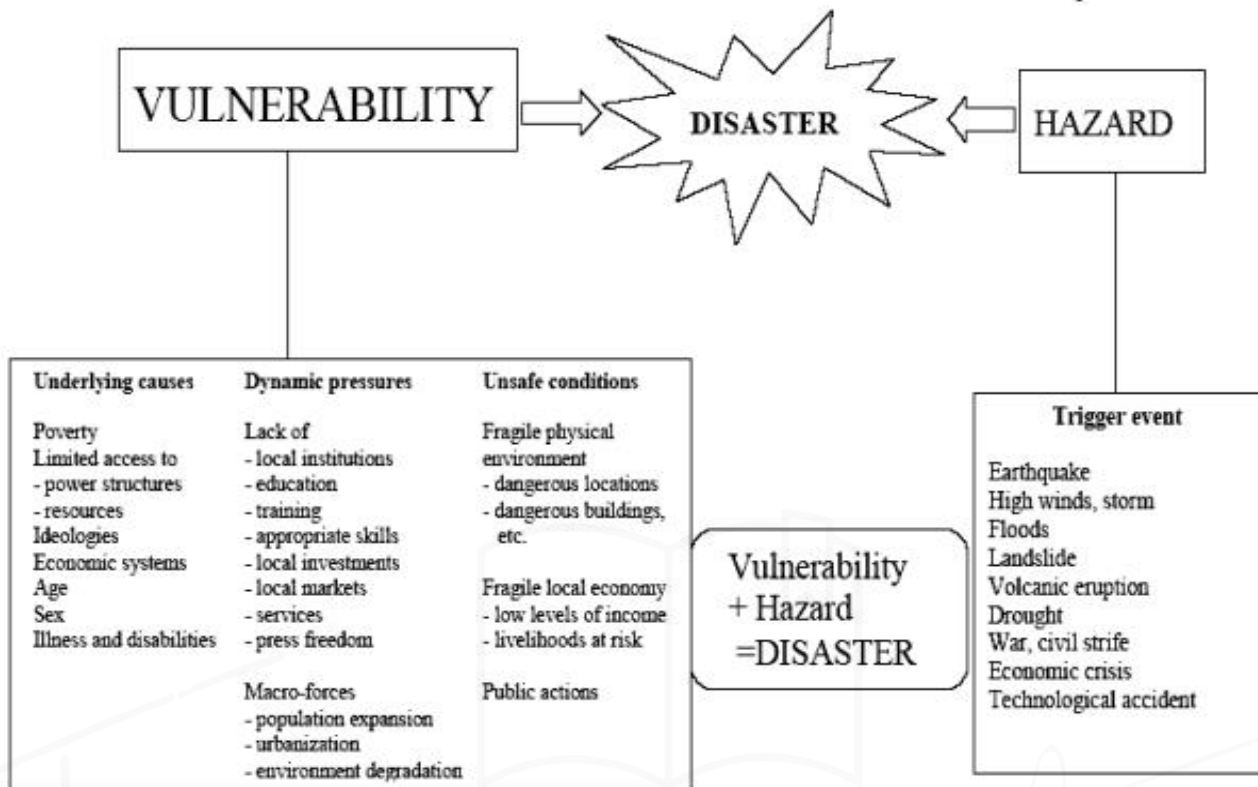 VULNERABILITY
DISASTER
HAZARD
Underlying causes
Poverty
Limited access to
- power structures
- resources
Ideologies
Economic systems
Age
Sex
Illness and disabilities
Dynamic pressures
Lack of
- local institutions
- education
- training
- appropriate skills
- local investments
- local markets
- services
- press freedom
Macro-forces
- population expansion
- urbanization
- environment degradation
Unsafe conditions
Fragile physical
environment
- dangerous locations
- dangerous buildings,
etc.
Fragile local economy
- low levels of income
- livelihoods at risk
Public actions
Vulnerability
+ Hazard
=DISASTER
Trigger event
Earthquake
High winds, storm
Floods
Landslide
Volcanic eruption
Drought
War, civil strife
Economic crisis
Technological accident